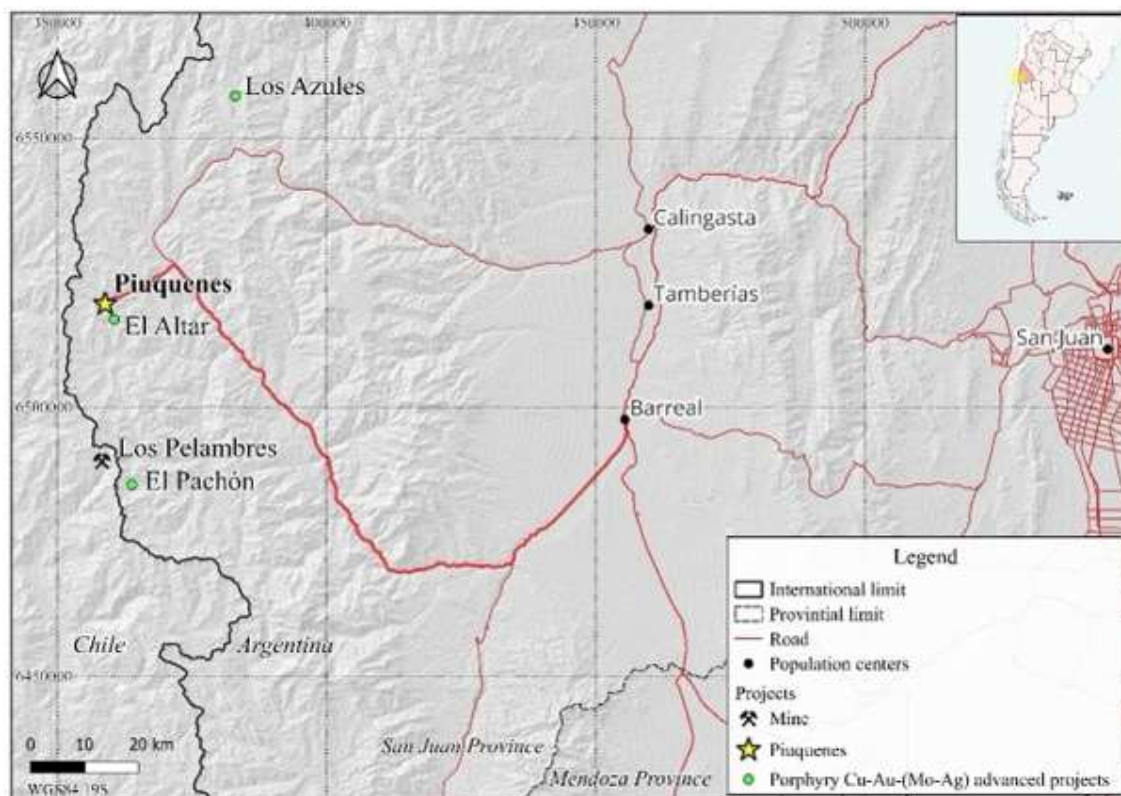 350000 400000 450000 500000
Los Azules
6550000
Calingasta
Piuquenes
Tamberías
El Altar
San Juan
6500000
Barreal
Los Pelambres
El Pachón
Legend
International limit
Provintial limit
Chile Argentina
Road
Population centers
6450000
Projects
Mine
0 10 20 km
San Juan Province
Piuquenes
Mendoza Province
Porphyry Cu-Au-(Mo-Ag) advanced projects
WGS84 19S